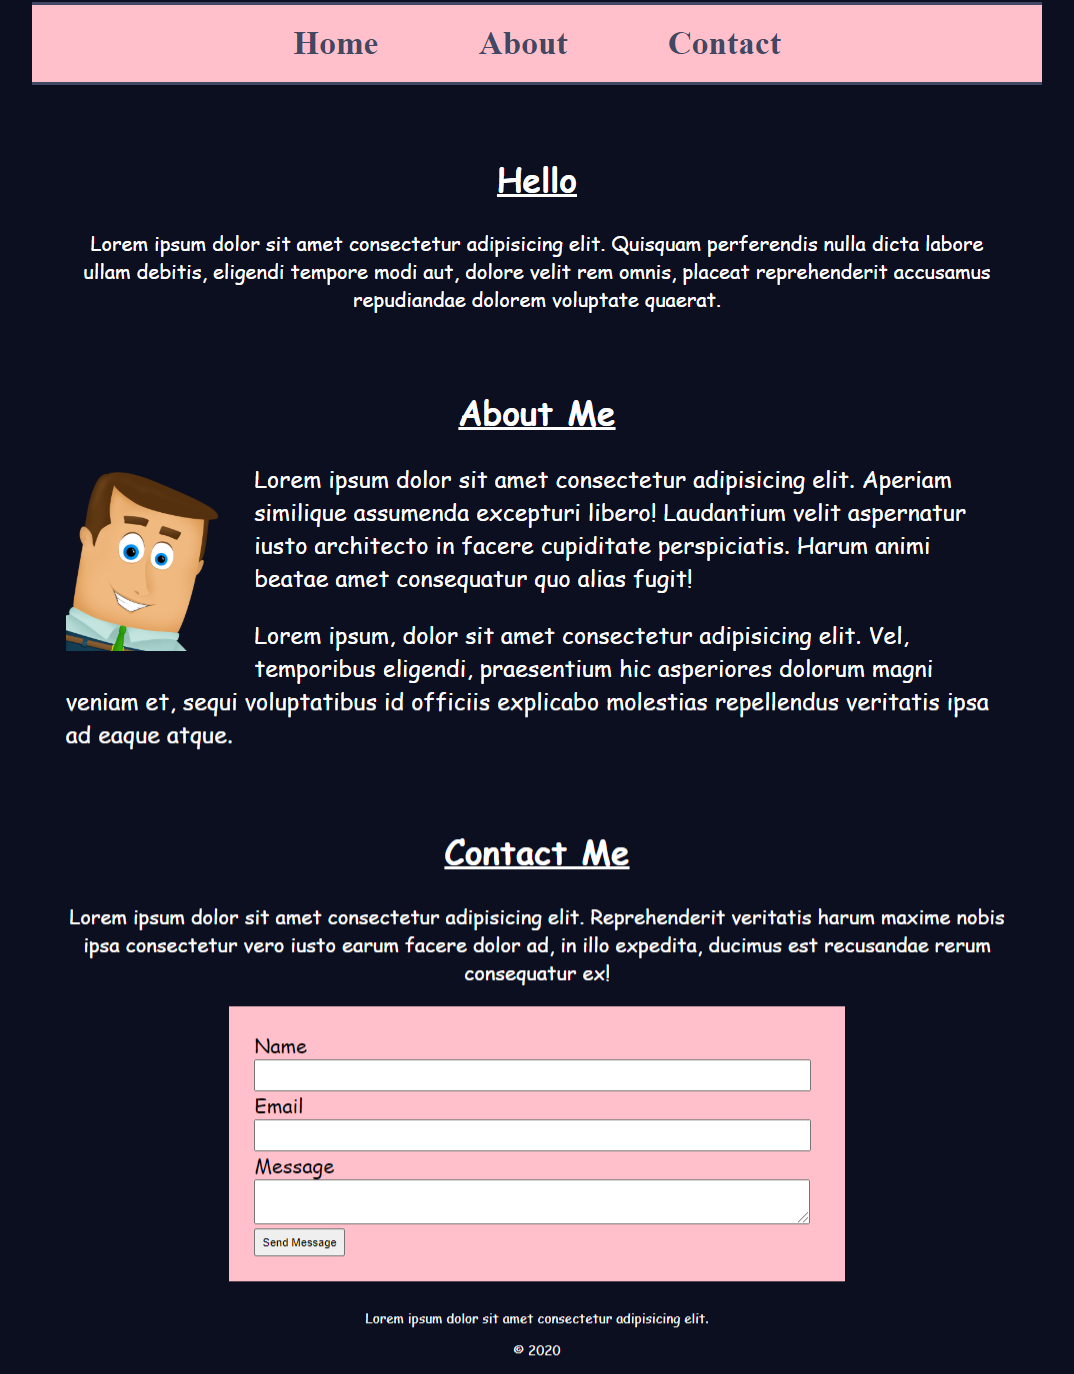 Home About Contact
Hello
Lorem ipsum dolor sit amet consectetur adipisicing elit. Quisquam perferendis nulla dicta labore
ullam debitis, eligendi tempore modi aut, dolore velit rem omnis, placeat reprehenderit accusamus
repudiandae dolorem voluptate quaerat.
About Me
Lorem ipsum dolor sit amet consectetur adipisicing elit. Aperiam
similique assumenda excepturi libero! Laudantium velit aspernatur
iusto architecto in facere cupiditate perspiciatis. Harum animi
beatae amet consequatur quo alias fugit!
Lorem ipsum, dolor sit amet consectetur adipisicing elit. Vel,
temporibus eligendi, praesentium hic asperiores dolorum magni
veniam et, sequi voluptatibus id officiis explicabo molestias repellendus veritatis ipsa
ad eaque atque.
Contact Me
Lorem ipsum dolor sit amet consectetur adipisicing elit. Reprehenderit veritatis harum maxime nobis
ipsa consectetur vero iusto earum facere dolor ad, in illo expedita, ducimus est recusandae rerum
consequatur ex!
Name
Email
Message
Send Message
Lorem ipsum dolor sit amet consectetur adipisicing elit.
© 2020